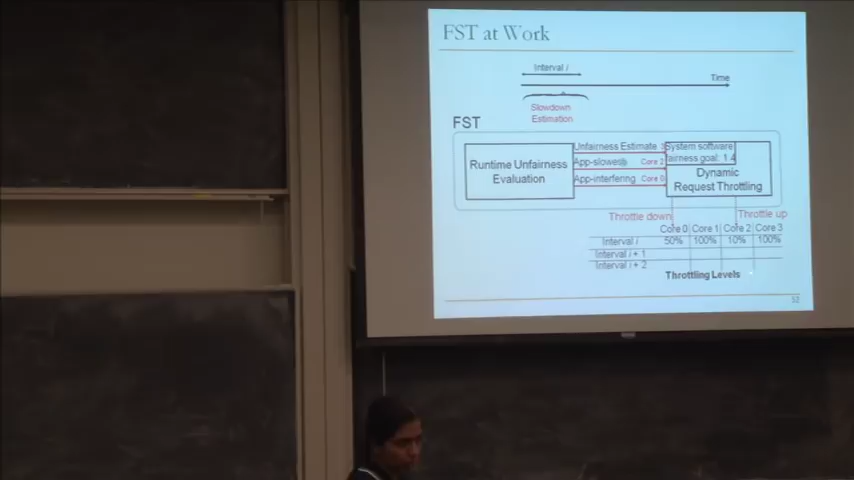 FST at Work
Interval i
Time
Slowdown
Estimation
FST
Runtime Unfairness
Evaluation
Unfairness Estimate 3
App-slowest Core 2
App-interfering Core 0
System software
fairness goal: 1.4
Dynamic
Request Throttling
Throttle down
Throttle up
Core 0 Core 1 Core 2 Core 3
Interval i 50% 100% 10% 100%
Interval i + 1
Interval i + 2
Throttling Levels
52